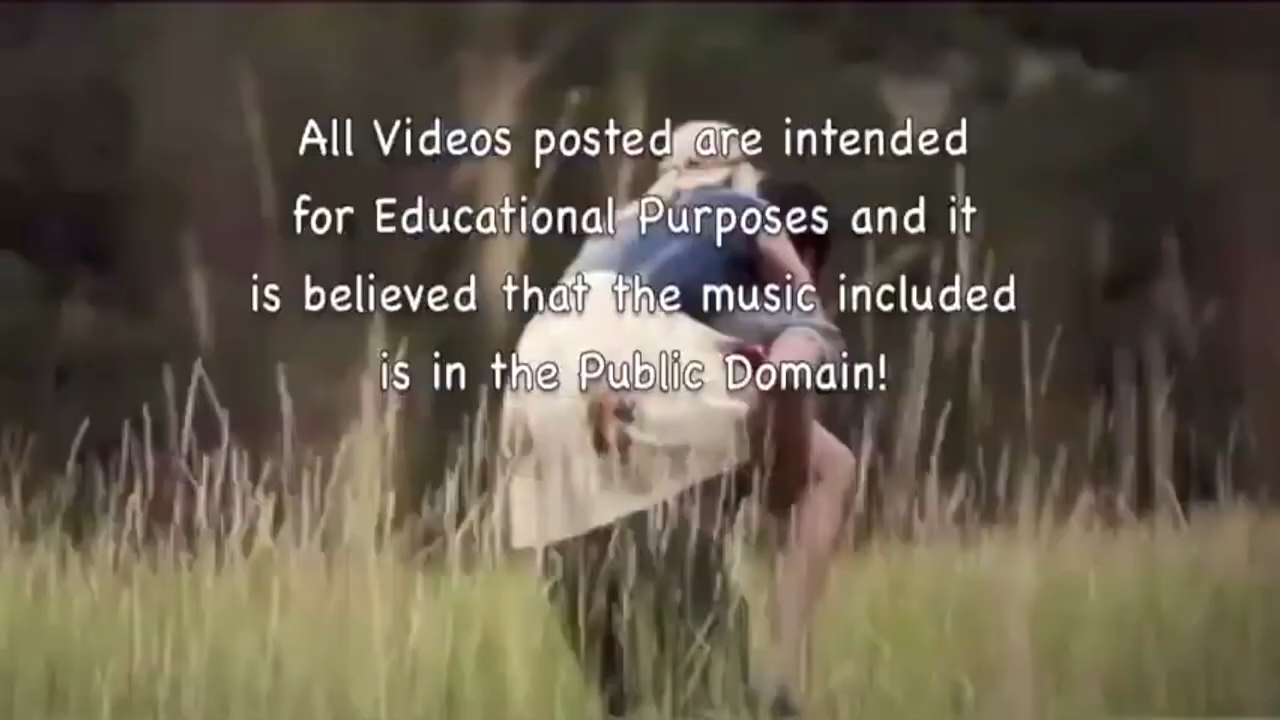 All Videos posted are intended
for Educational Purposes and it
is believed that the music included
is in the Public Domain!